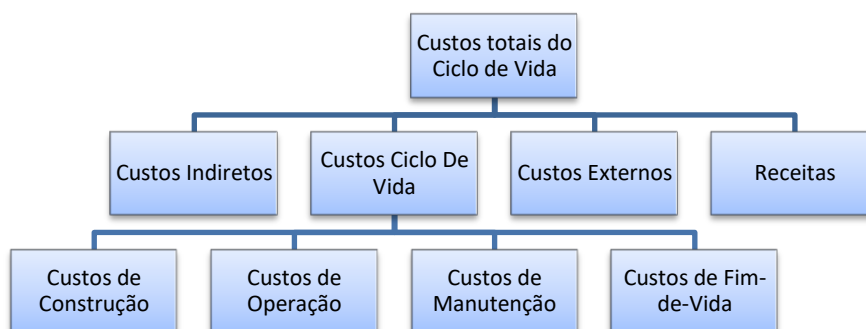 Custos totais do
Ciclo de Vida
Custos Indiretos
Custos Ciclo De
Vida
Custos Externos
Receitas
Custos de
Construção
Custos de
Operação
Custos de
Manutenção
Custos de Fim-
de-Vida